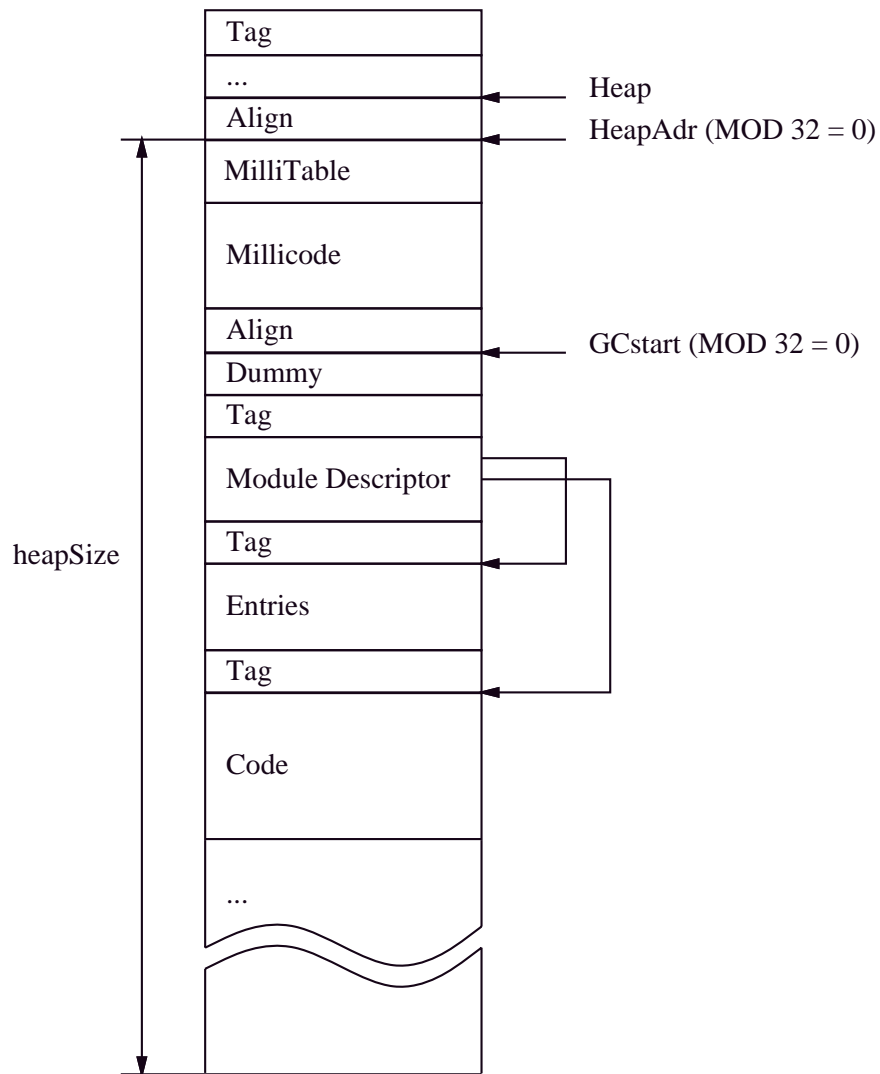 Tag
...
Heap
Align
HeapAdr (MOD 32 = 0)
MilliTable
Millicode
Align
GCstart (MOD 32 = 0)
Dummy
Tag
Module Descriptor
Tag
heapSize
Entries
Tag
Code
...